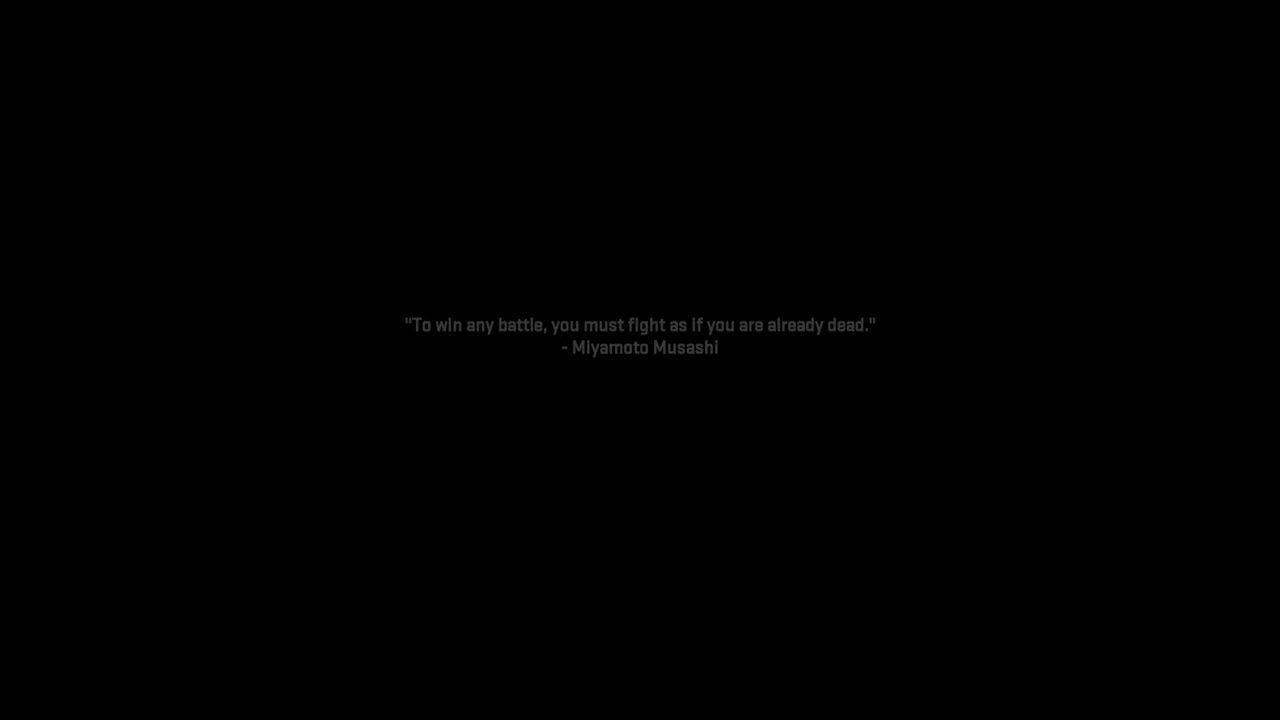 "To win any battle, you must fight as if you are already dead."
- Miyamoto Musashi